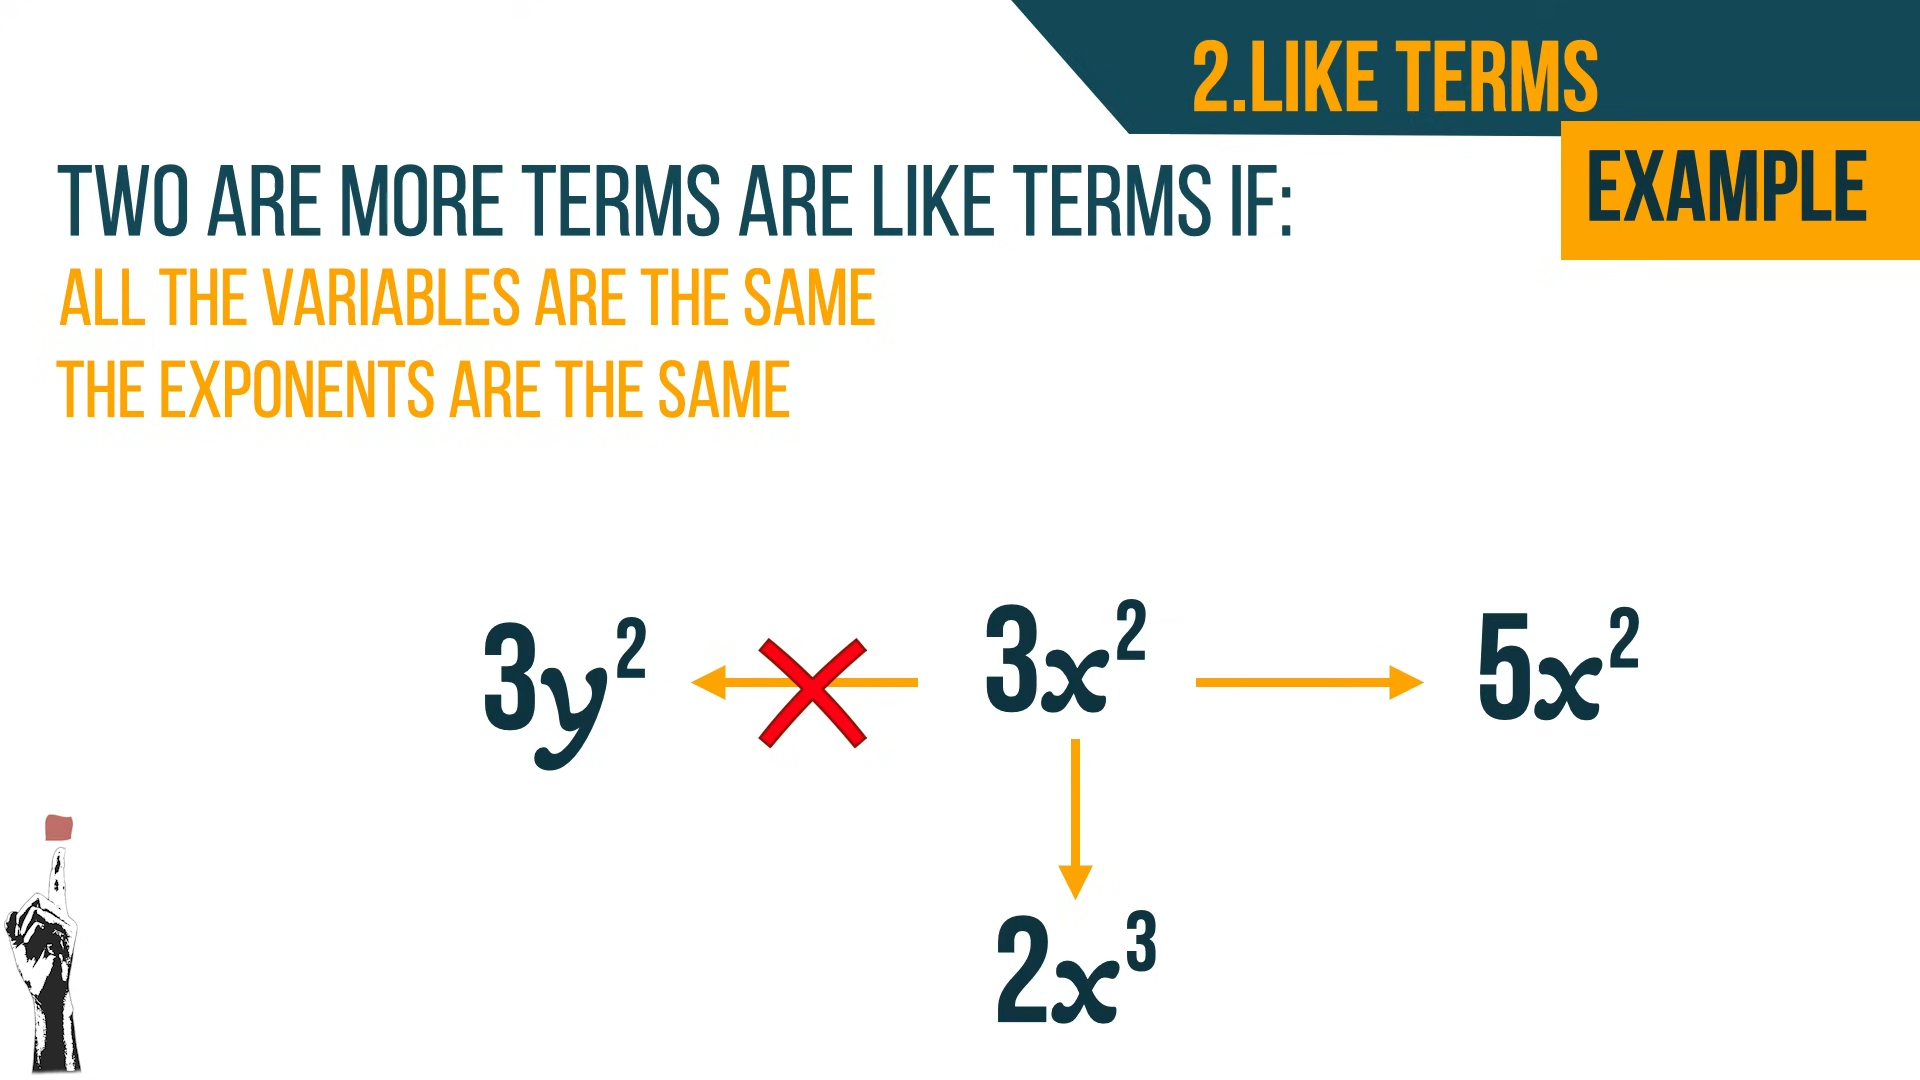 2.LIKE TERMS
EXAMPLE
TWO ARE MORE TERMS ARE LIKE TERMS IF:
ALL THE VARIABLES ARE THE SAME
THE EXPONENTS ARE THE SAME
3y² 3x² 5x²
2x³